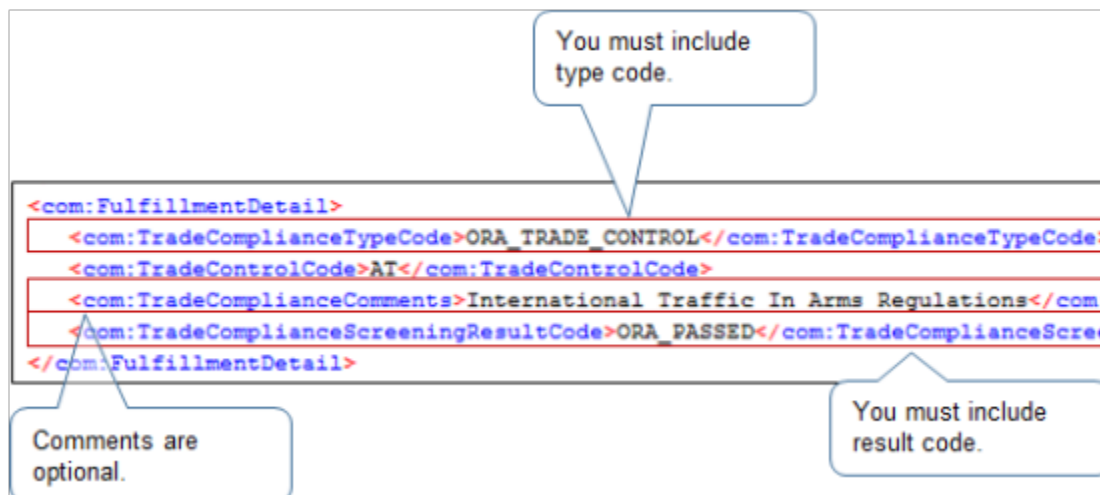 You must include
type code.
<com:FulfillmentDetail>
<com:TradeComplianceTypeCode>ORA_TRADE_CONTROL</com:TradeComplianceTypeCode>
<com:TradeControlCode>AT</com:TradeControlCode>
<com:TradeComplianceComments>International Traffic In Arms Regulations</com
<com:TradeComplianceScreeningResultCode>ORA_PASSED</com:TradeComplianceScree
</com:FulfillmentDetail>
Comments are
optional.
You must include
result code.